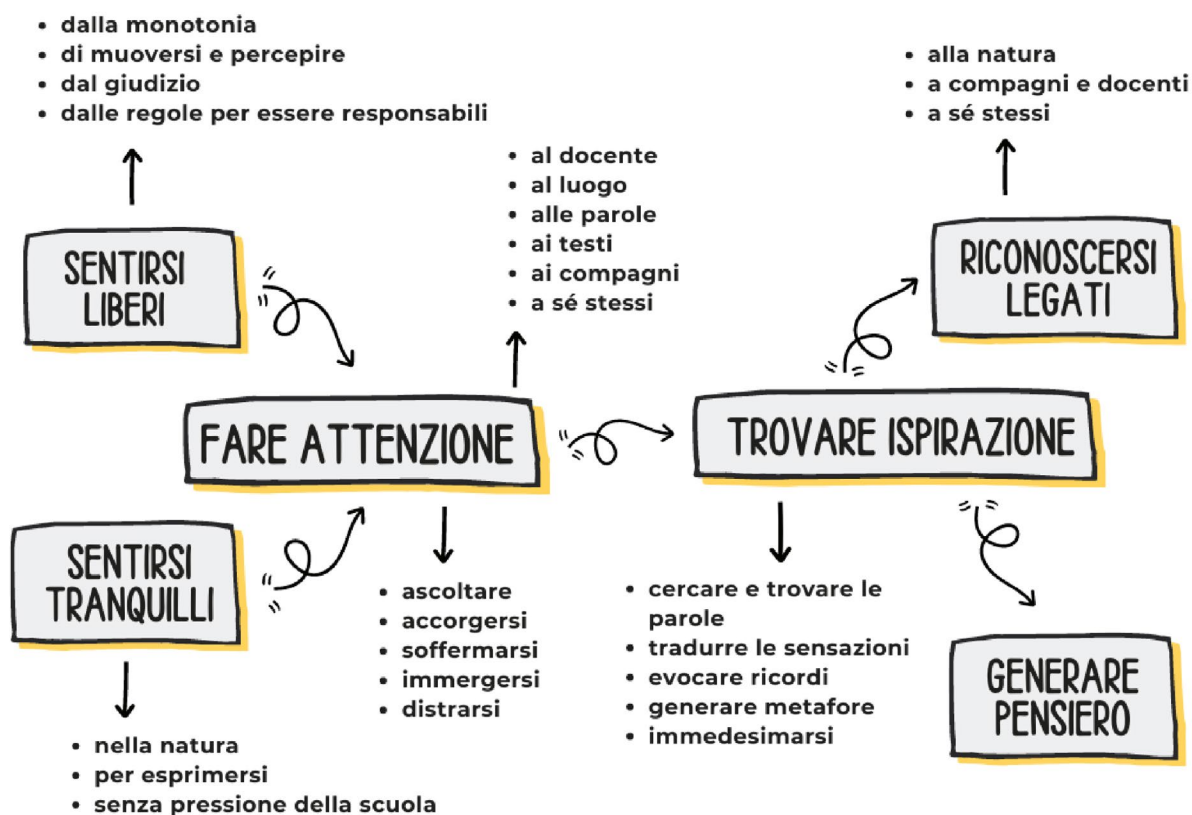 • dalla monotonia
• di muoversi e percepire
• dal giudizio
• dalle regole per essere responsabili
• alla natura
• a compagni e docenti
• a sé stessi
• al docente
• al luogo
• alle parole
• ai testi
• ai compagni
• a sé stessi
SENTIRSI
LIBERI
RICONOSCERSI
LEGATI
FARE ATTENZIONE
TROVARE ISPIRAZIONE
SENTIRSI
TRANQUILLI
• ascoltare
• accorgersi
• soffermarsi
• immergersi
• distrarsi
• cercare e trovare le
parole
• tradurre le sensazioni
• evocare ricordi
• generare metafore
• immedesimarsi
GENERARE
PENSIERO
• nella natura
• per esprimersi
• senza pressione della scuola